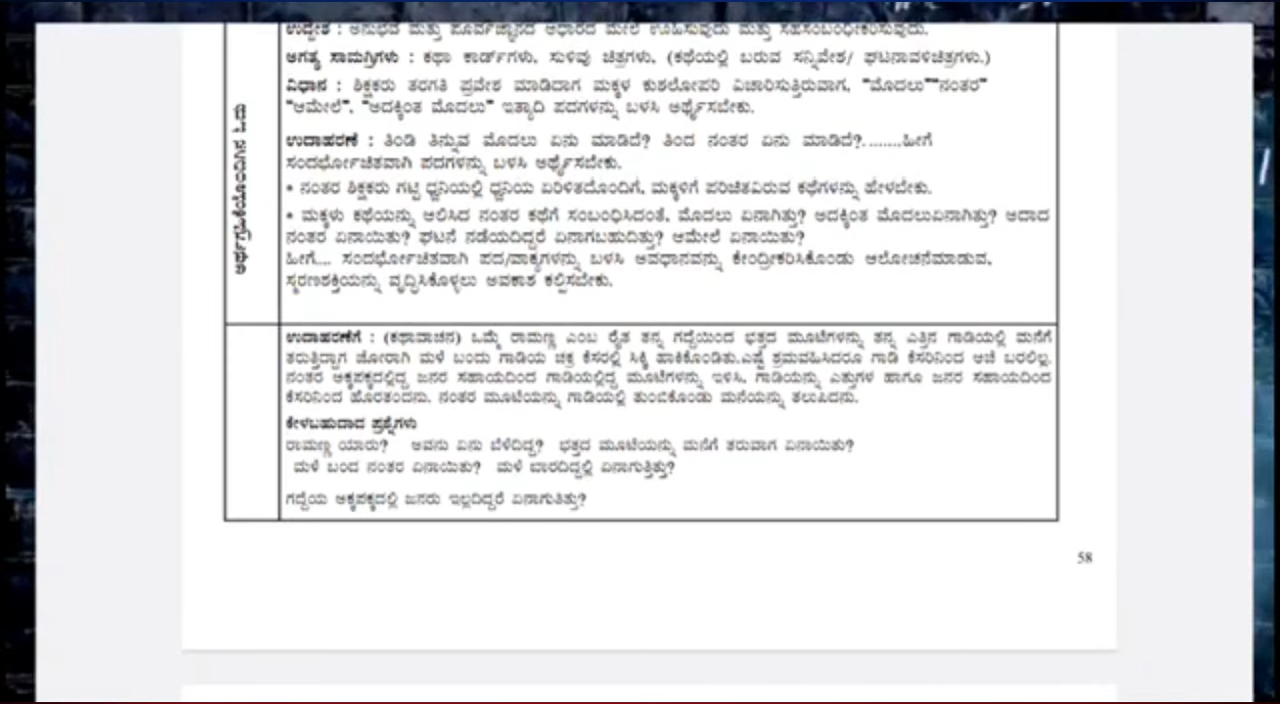 ಉದ್ದೇಶ : ಅನುಭವ ಮತ್ತು ಪೂರ್ವಜ್ಞಾನದ ಆಧಾರದ ಮೇಲೆ ಊಹಿಸುವುದು ಮತ್ತು ಸಹಸಂಬಂಧೀಕರಿಸುವುದು.
ಅಗತ್ಯ ಸಾಮಗ್ರಿಗಳು : ಕಥಾ ಕಾರ್ಡ್‌ಗಳು, ಸುಳಿವು ಚಿತ್ರಗಳು, (ಕಥೆಯಲ್ಲಿ ಬರುವ ಸನ್ನಿವೇಶ/ ಘಟನಾವಳಿಚಿತ್ರಗಳು.)
ವಿಧಾನ : ಶಿಕ್ಷಕರು ತರಗತಿ ಪ್ರವೇಶ ಮಾಡಿದಾಗ ಮಕ್ಕಳ ಕುಶಲೋಪರಿ ವಿಚಾರಿಸುತ್ತಿರುವಾಗ, "ಮೊದಲು""ನಂತರ"
"ಆಮೇಲೆ", "ಅದಕ್ಕಿಂತ ಮೊದಲು" ಇತ್ಯಾದಿ ಪದಗಳನ್ನು ಬಳಸಿ ಅರ್ಥೈಸಬೇಕು.
ಉದಾಹರಣೆ : ತಿಂಡಿ ತಿನ್ನುವ ಮೊದಲು ಏನು ಮಾಡಿದೆ? ತಿಂದ ನಂತರ ಏನು ಮಾಡಿದೆ?........ಹೀಗೆ
ಸಂದರ್ಭೋಚಿತವಾಗಿ ಪದಗಳನ್ನು ಬಳಸಿ ಅರ್ಥೈಸಬೇಕು.
• ನಂತರ ಶಿಕ್ಷಕರು ಗಟ್ಟಿ ಧ್ವನಿಯಲ್ಲಿ ಧ್ವನಿಯ ಏರಿಳಿತದೊಂದಿಗೆ, ಮಕ್ಕಳಿಗೆ ಪರಿಚಿತವಿರುವ ಕಥೆಗಳನ್ನು ಹೇಳಬೇಕು.
• ಮಕ್ಕಳು ಕಥೆಯನ್ನು ಆಲಿಸಿದ ನಂತರ ಕಥೆಗೆ ಸಂಬಂಧಿಸಿದಂತೆ, ಮೊದಲು ಏನಾಗಿತ್ತು? ಅದಕ್ಕಿಂತ ಮೊದಲುಏನಾಗಿತ್ತು? ಅದಾದ
ನಂತರ ಏನಾಯಿತು? ಘಟನೆ ನಡೆಯದಿದ್ದರೆ ಏನಾಗಬಹುದಿತ್ತು? ಆಮೇಲೆ ಏನಾಯಿತು?
ಹೀಗೆ.... ಸಂದರ್ಭೋಚಿತವಾಗಿ ಪದ/ವಾಕ್ಯಗಳನ್ನು ಬಳಸಿ ಅವಧಾನವನ್ನು ಕೇಂದ್ರೀಕರಿಸಿಕೊಂಡು ಆಲೋಚನೆಮಾಡುವ,
ಸ್ಮರಣಶಕ್ತಿಯನ್ನು ವೃದ್ಧಿಸಿಕೊಳ್ಳಲು ಅವಕಾಶ ಕಲ್ಪಿಸಬೇಕು.
ಅರ್ಥಗ್ರಹಿಕೆಯೊಂದಿಗಿನ ಓದು
ಉದಾಹರಣೆಗೆ : (ಕಥಾವಾಚನ) ಒಮ್ಮೆ ರಾಮಣ್ಣ ಎಂಬ ರೈತ ತನ್ನ ಗದ್ದೆಯಿಂದ ಭತ್ತದ ಮೂಟೆಗಳನ್ನು ತನ್ನ ಎತ್ತಿನ ಗಾಡಿಯಲ್ಲಿ ಮನೆಗೆ
ತರುತ್ತಿದ್ದಾಗ ಜೋರಾಗಿ ಮಳೆ ಬಂದು ಗಾಡಿಯ ಚಕ್ರ ಕೆಸರಲ್ಲಿ ಸಿಕ್ಕಿ ಹಾಕಿಕೊಂಡಿತು.ಎಷ್ಟೆ ಶ್ರಮವಹಿಸಿದರೂ ಗಾಡಿ ಕೆಸರಿನಿಂದ ಆಚೆ ಬರಲಿಲ್ಲ.
ನಂತರ ಅಕ್ಕಪಕ್ಕದಲ್ಲಿದ್ದ ಜನರ ಸಹಾಯದಿಂದ ಗಾಡಿಯಲ್ಲಿದ್ದ ಮೂಟೆಗಳನ್ನು ಇಳಿಸಿ, ಗಾಡಿಯನ್ನು ಎತ್ತುಗಳ ಹಾಗೂ ಜನರ ಸಹಾಯದಿಂದ
ಕೆಸರಿನಿಂದ ಹೊರತಂದನು. ನಂತರ ಮೂಟೆಯನ್ನು ಗಾಡಿಯಲ್ಲಿ ತುಂಬಿಕೊಂಡು ಮನೆಯನ್ನು ತಲುಪಿದನು.
ಕೇಳಬಹುದಾದ ಪ್ರಶ್ನೆಗಳು
ರಾಮಣ್ಣ ಯಾರು? ಅವನು ಏನು ಬೆಳೆದಿದ್ದ? ಭತ್ತದ ಮೂಟೆಯನ್ನು ಮನೆಗೆ ತರುವಾಗ ಏನಾಯಿತು?
ಮಳೆ ಬಂದ ನಂತರ ಏನಾಯಿತು? ಮಳೆ ಬಾರದಿದ್ದಲ್ಲಿ ಏನಾಗುತ್ತಿತ್ತು?
ಗದ್ದೆಯ ಅಕ್ಕಪಕ್ಕದಲ್ಲಿ ಜನರು ಇಲ್ಲದಿದ್ದರೆ ಏನಾಗುತಿತ್ತು?
58